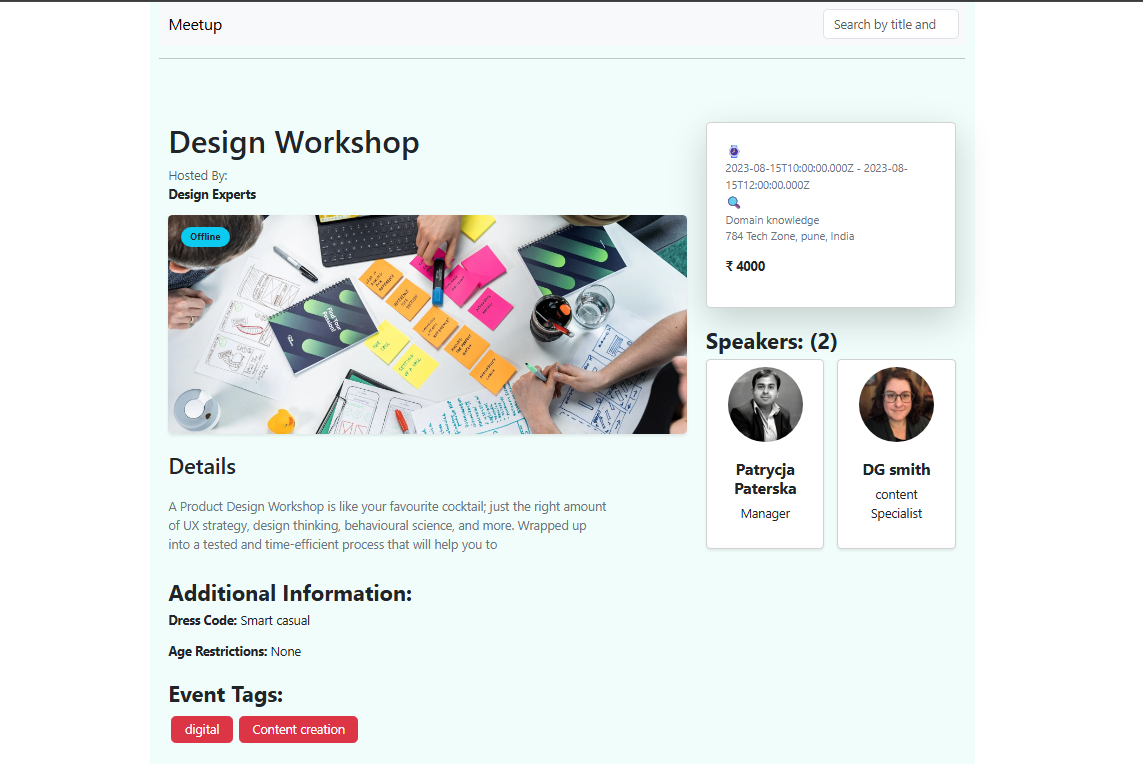 Meetup
Search by title and
Design Workshop
Hosted By:
Design Experts
Offline
Find Your
Passion!
Details
A Product Design Workshop is like your favourite cocktail; just the right amount
of UX strategy, design thinking, behavioural science, and more. Wrapped up
into a tested and time-efficient process that will help you to
Additional Information:
Dress Code: Smart casual
Age Restrictions: None
Event Tags:
digital
Content creation
2023-08-15T10:00:00.000Z - 2023-08-
15T12:00:00.000Z
Domain knowledge
784 Tech Zone, pune, India
₹ 4000
Speakers: (2)
Patrycja
Paterska
Manager
DG smith
content
Specialist